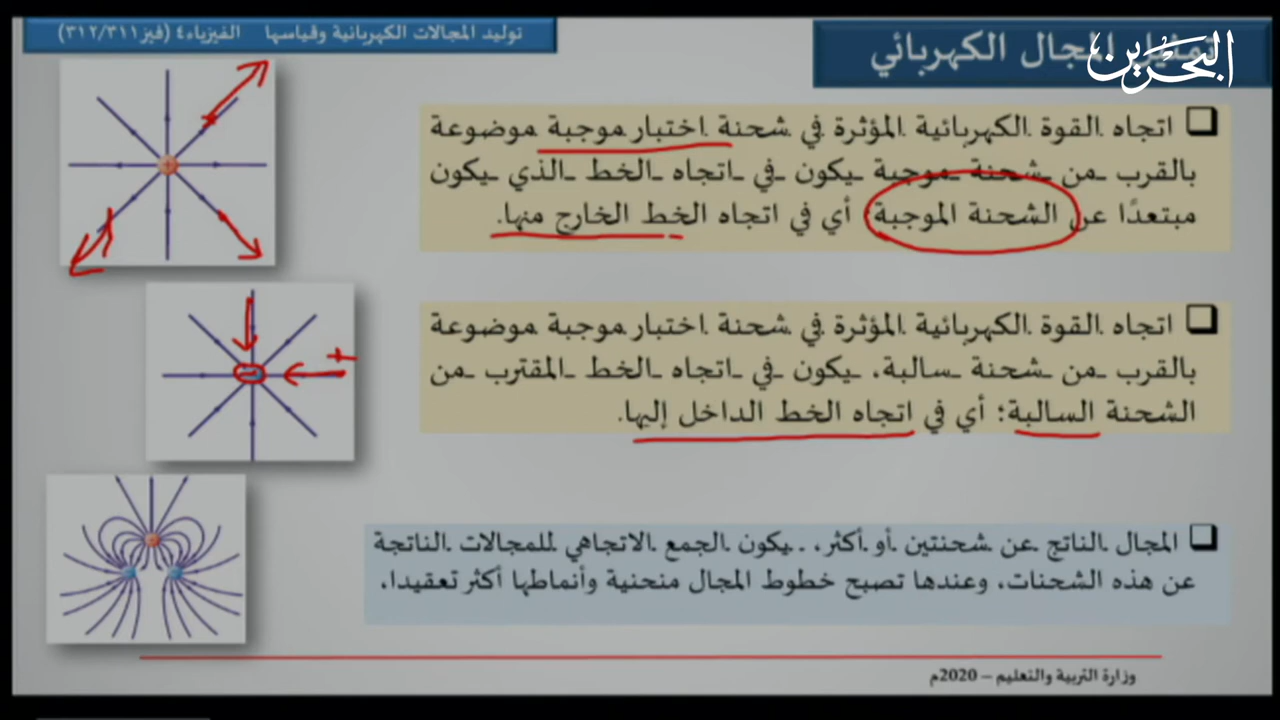 توليد المجالات الكهربائية وقياسها الفيزياء٤ (فيز٣١١/٣١٢)
تمثيل المجال الكهربائي
البحرين
اتجاه القوة الكهربائية المؤثرة في شحنة اختبار موجبة موضوعة
بالقرب من شحنة موجبة يكون في اتجاه الخط الذي يكون
مبتعدًا عن الشحنة الموجبة؛ أي في اتجاه الخط الخارج منها.
اتجاه القوة الكهربائية المؤثرة في شحنة اختبار موجبة موضوعة
بالقرب من شحنة سالبة، يكون في اتجاه الخط المقترب من
الشحنة السالبة؛ أي في اتجاه الخط الداخل إليها.
المجال الناتج عن شحنتين أو أكثر، يكون الجمع الاتجاهي للمجالات الناتجة
عن هذه الشحنات، وعندها تصبح خطوط المجال منحنية وأنماطها أكثر تعقيدا،
وزارة التربية والتعليم – 2020م